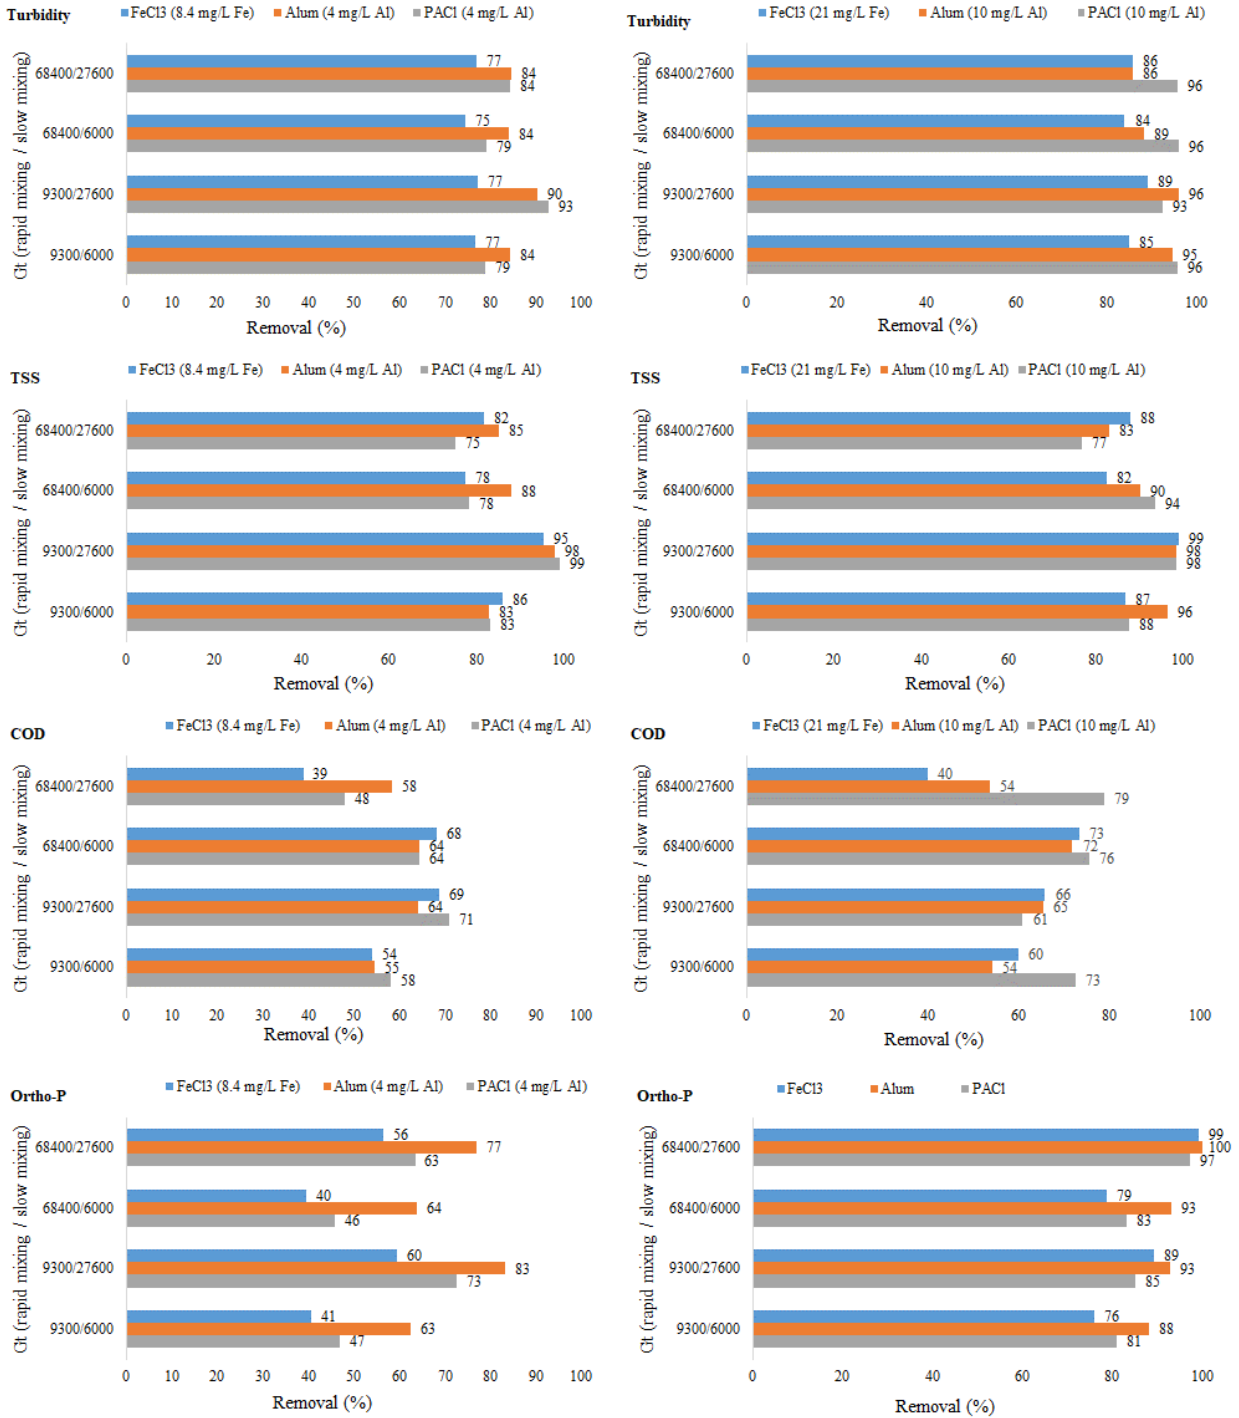 Turbidity
FeCl3 (8.4 mg/L Fe) Alum (4 mg/L Al) PACl (4 mg/L Al)
Gt (rapid mixing / slow mixing)
68400/27600 77 84 84
68400/6000 75 84 79
9300/27600 77 90 93
9300/6000 77 84 79
0 10 20 30 40 50 60 70 80 90 100
Removal (%)
Turbidity
FeCl3 (21 mg/L Fe) Alum (10 mg/L Al) PACl (10 mg/L Al)
Gt (rapid mixing / slow mixing)
68400/27600 86 86 96
68400/6000 84 89 96
9300/27600 89 96 93
9300/6000 85 95 96
0 20 40 60 80 100
Removal (%)
TSS
FeCl3 (8.4 mg/L Fe) Alum (4 mg/L Al) PACl (4 mg/L Al)
Gt (rapid mixing / slow mixing)
68400/27600 82 85 75
68400/6000 78 88 78
9300/27600 95 98 99
9300/6000 86 83 83
0 20 40 60 80 100
Removal (%)
TSS
FeCl3 (21 mg/L Fe) Alum (10 mg/L Al) PACl (10 mg/L Al)
Gt (rapid mixing / slow mixing)
68400/27600 88 83 77
68400/6000 82 90 94
9300/27600 99 98 98
9300/6000 87 96 88
0 20 40 60 80 100
Removal (%)
COD
FeCl3 (8.4 mg/L Fe) Alum (4 mg/L Al) PACl (4 mg/L Al)
Gt (rapid mixing / slow mixing)
68400/27600 39 58 48
68400/6000 68 64 64
9300/27600 69 64 71
9300/6000 54 55 58
0 10 20 30 40 50 60 70 80 90 100
Removal (%)
COD
FeCl3 (21 mg/L Fe) Alum (10 mg/L Al) PACl (10 mg/L Al)
Gt (rapid mixing / slow mixing)
68400/27600 40 54 79
68400/6000 73 72 76
9300/27600 66 65 61
9300/6000 60 54 73
0 20 40 60 80 100
Removal (%)
Ortho-P
FeCl3 (8.4 mg/L Fe) Alum (4 mg/L Al) PACl (4 mg/L Al)
Gt (rapid mixing / slow mixing)
68400/27600 56 77 63
68400/6000 40 64 46
9300/27600 60 83 73
9300/6000 41 63 47
0 10 20 30 40 50 60 70 80 90 100
Removal (%)
Ortho-P
FeCl3 Alum PACl
Gt (rapid mixing / slow mixing)
68400/27600 99 100 97
68400/6000 79 93 83
9300/27600 89 93 85
9300/6000 76 88 81
0 20 40 60 80 100
Removal (%)